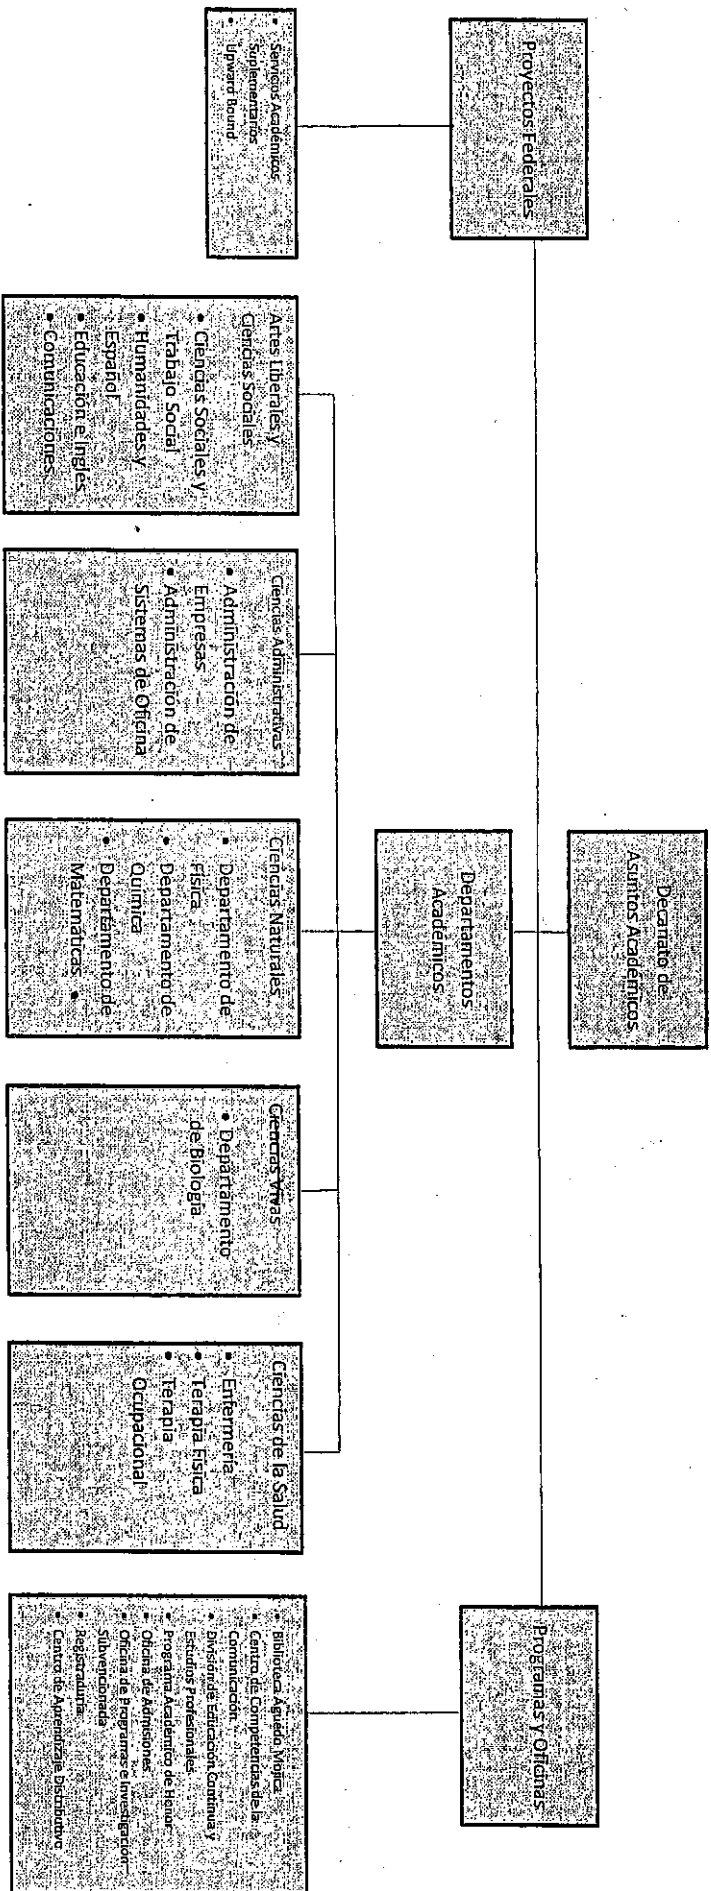 Decanato de
Asuntos Académicos
Proyectos Federales
Departamentos
Académicos
Programas y Oficinas
• Servicios Académicos
Suplementarios
• Upward Bound
Artes Liberales y
Ciencias Sociales
• Ciencias Sociales y
Trabajo Social
• Humanidades y
Español
• Educación e Ingles
• Comunicaciones
Ciencias Administrativas
• Administración de
Empresas
• Administración de
Sistemas de Oficina
Ciencias Naturales
• Departamento de
Física
• Departamento de
Química
• Departamento de
Matemáticas •
Ciencias Vivas
• Departamento
de Biología
Ciencias de la Salud
• Enfermería
• Terapia Física
• Terapia
Ocupacional
• Biblioteca Águedo Mojica
• Centro de Competencias de la
Comunicación
• División de Educación Continua y
Estudios Profesionales
• Programa Académico de Honor
• Oficina de Admisiones
• Oficina de Programas e Investigación
Subvencionada
• Registraduría
• Centro de Aprendizaje Distributivo